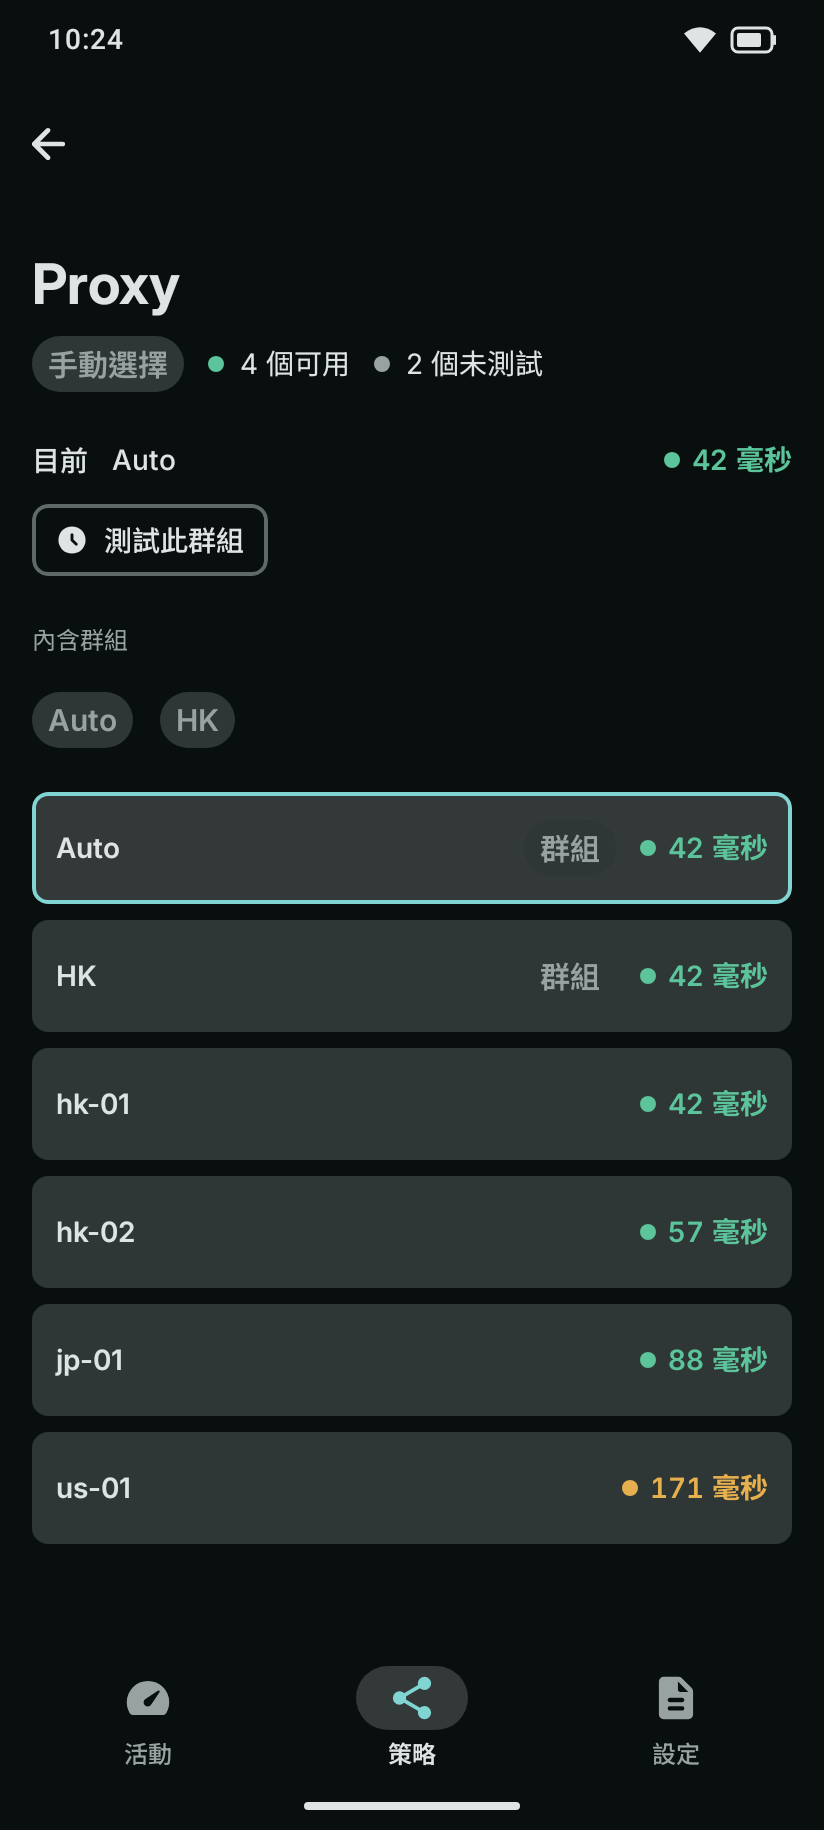 10:24
Proxy
手動選擇 4 個可用 2 個未測試
目前 Auto 42 毫秒
測試此群組
內含群組
Auto HK
Auto 群組 42 毫秒
HK 群組 42 毫秒
hk-01 42 毫秒
hk-02 57 毫秒
jp-01 88 毫秒
us-01 171 毫秒
活動 策略 設定